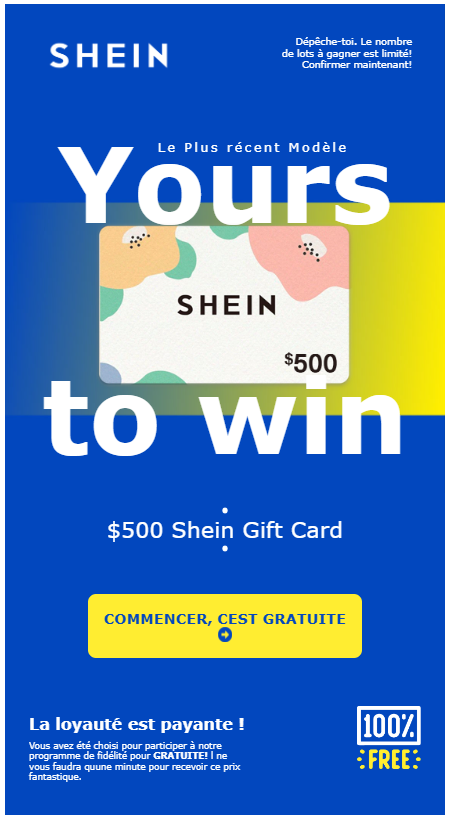 SHEIN
Dépêche-toi. Le nombre
de lots à gagner est limité!
Confirmer maintenant!
Le Plus récent Modèle
Yours
SHEIN
$500
to win
$500 Shein Gift Card
COMMENCER, CEST GRATUITE
La loyauté est payante !
Vous avez été choisi pour participer à notre
programme de fidélité pour GRATUITE! I ne
vous faudra quune minute pour recevoir ce prix
fantastique.
100%
FREE